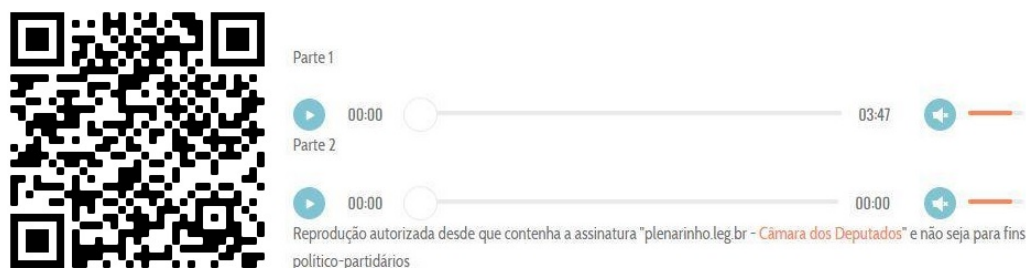 Parte 1
00:00 03:47
Parte 2
00:00 00:00
Reprodução autorizada desde que contenha a assinatura "plenarinho.leg.br - Câmara dos Deputados" e não seja para fins
político-partidários